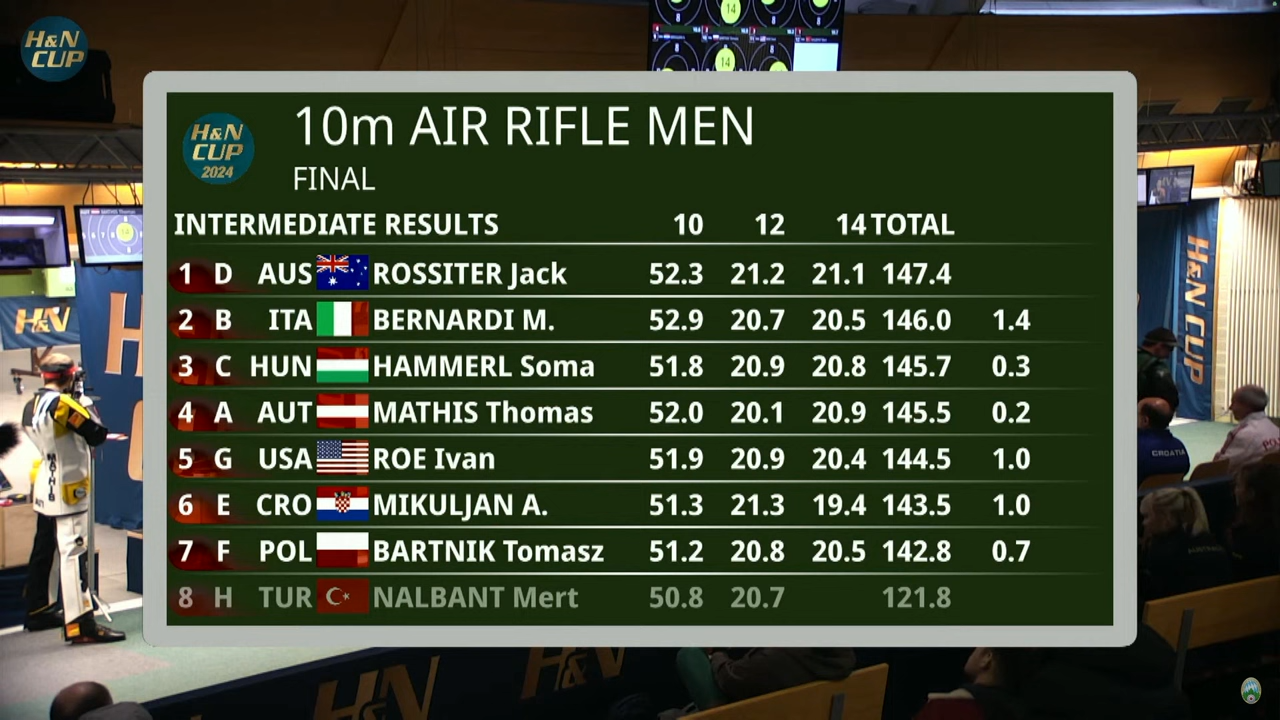 H&N
CUP
14
14
H&N
CUP
2024
10m AIR RIFLE MEN
FINAL
INTERMEDIATE RESULTS 10 12 14 TOTAL
1 D AUS ROSSITER Jack 52.3 21.2 21.1 147.4
2 B ITA BERNARDI M. 52.9 20.7 20.5 146.0 1.4
3 C HUN HAMMERL Soma 51.8 20.9 20.8 145.7 0.3
4 A AUT MATHIS Thomas 52.0 20.1 20.9 145.5 0.2
5 G USA ROE Ivan 51.9 20.9 20.4 144.5 1.0
6 E CRO MIKULJAN A. 51.3 21.3 19.4 143.5 1.0
7 F POL BARTNIK Tomasz 51.2 20.8 20.5 142.8 0.7
8 H TUR NALBANT Mert 50.8 20.7 121.8
H&N
MATHIS
H&N CUP
CROATIA
H&N
H&N